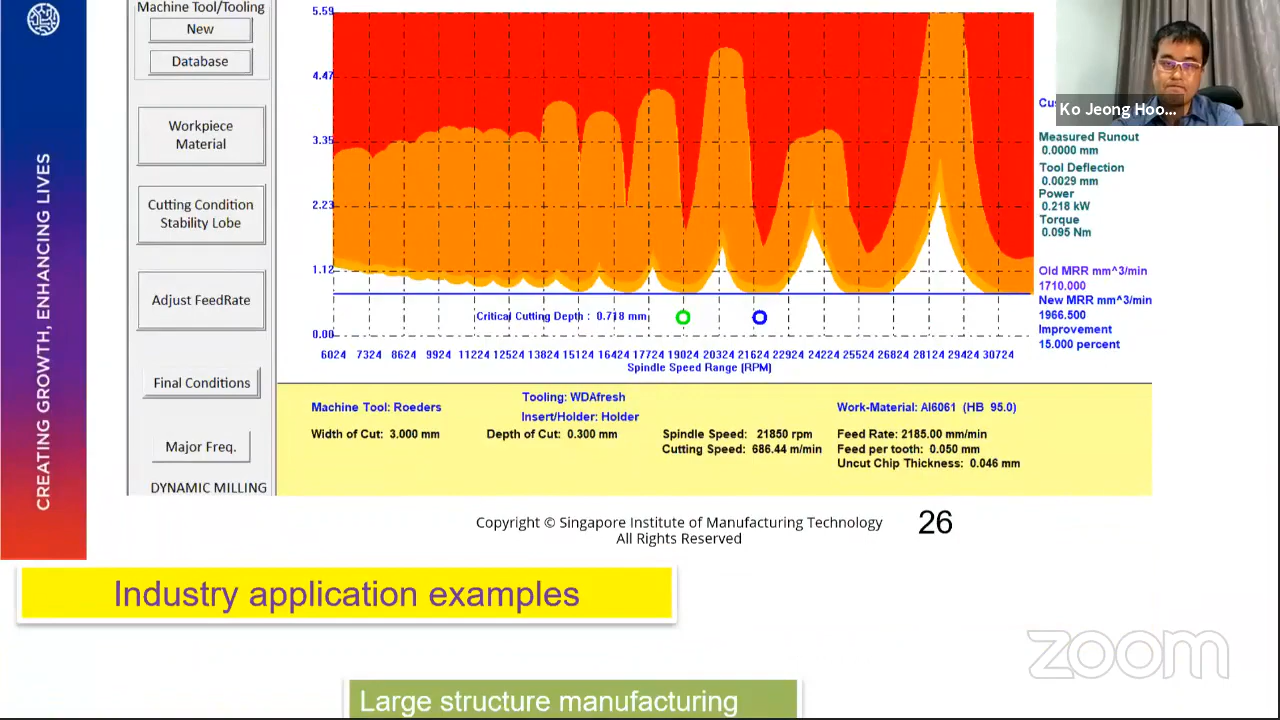 CREATING GROWTH, ENHANCING LIVES
Machine Tool/Tooling
New
Database
Workpiece
Material
Cutting Condition
Stability Lobe
Adjust FeedRate
Final Conditions
Major Freq.
DYNAMIC MILLING
5.59
4.47
3.35
2.23
1.12
0.00
Critical Cutting Depth : 0.718 mm
6024 7324 8624 9924 11224 12524 13824 15124 16424 17724 19024 20324 21624 22924 24224 25524 26824 28124 29424 30724
Spindle Speed Range [RPM]
Ko Jeong Hoo...
Measured Runout
0.0000 mm
Tool Deflection
0.0029 mm
Power
0.218 kW
Torque
0.095 Nm
Old MRR mm^3/min
1710.000
New MRR mm^3/min
1966.500
Improvement
15.000 percent
Machine Tool: Roeders
Tooling: WDAfresh
Insert/Holder: Holder
Work-Material: Al6061 (HB 95.0)
Width of Cut: 3.000 mm
Depth of Cut: 0.300 mm
Spindle Speed: 21850 rpm
Cutting Speed: 686.44 m/min
Feed Rate: 2185.00 mm/min
Feed per tooth: 0.050 mm
Uncut Chip Thickness: 0.046 mm
Copyright © Singapore Institute of Manufacturing Technology
All Rights Reserved
26
Industry application examples
Large structure manufacturing
zoom